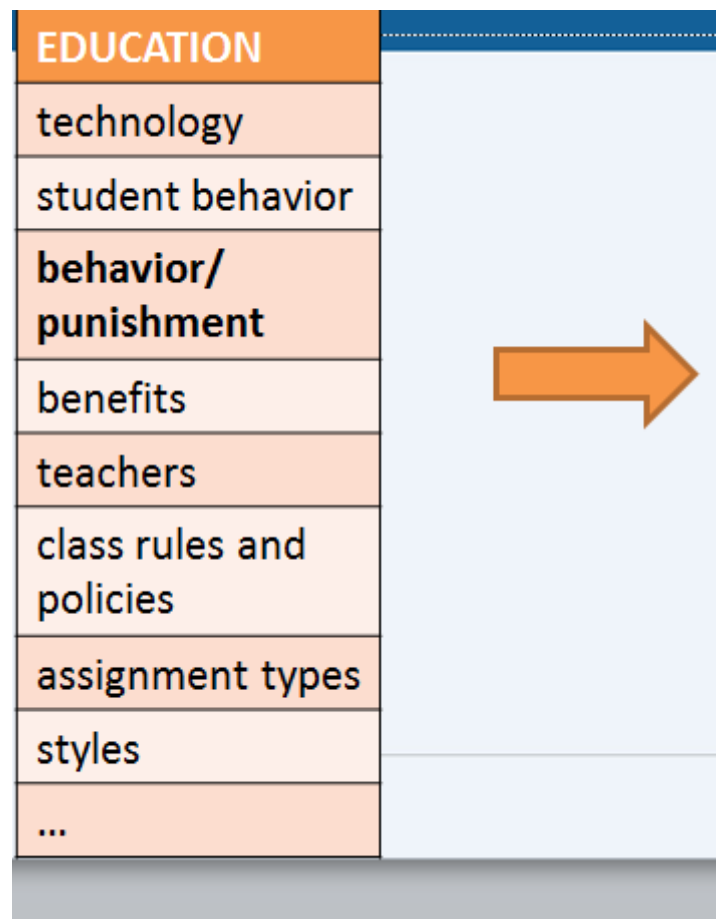 EDUCATION
technology
student behavior
behavior/
punishment
benefits
teachers
class rules and
policies
assignment types
styles
...